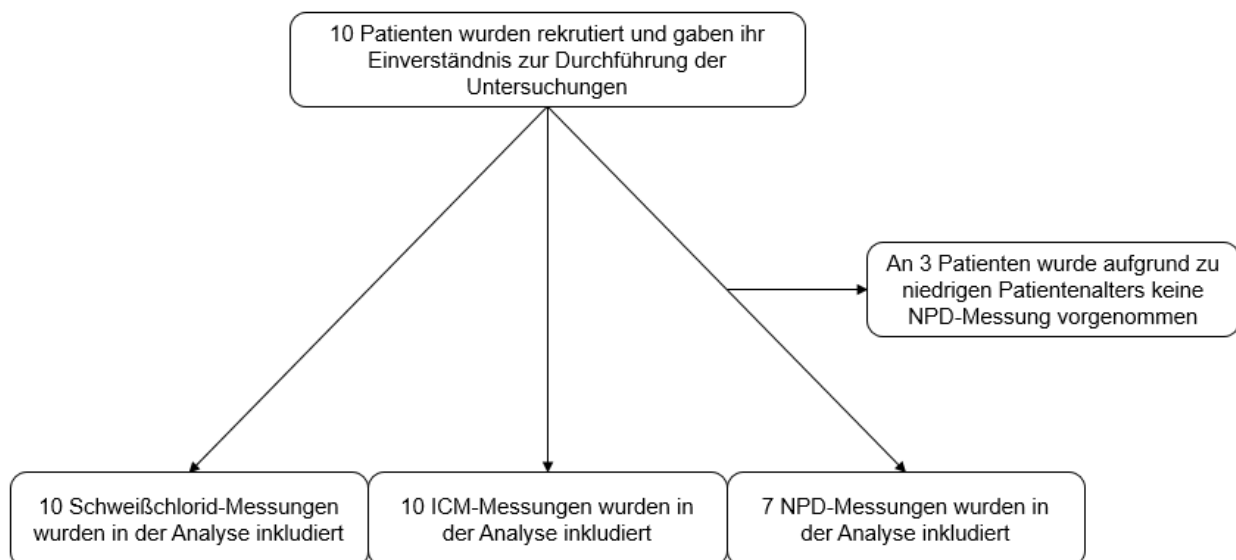 10 Patienten wurden rekrutiert und gaben ihr
Einverständnis zur Durchführung der
Untersuchungen
An 3 Patienten wurde aufgrund zu
niedrigen Patientenalters keine
NPD-Messung vorgenommen
10 Schweißchlorid-Messungen
wurden in der Analyse inkludiert
10 ICM-Messungen wurden in
der Analyse inkludiert
7 NPD-Messungen wurden in
der Analyse inkludiert